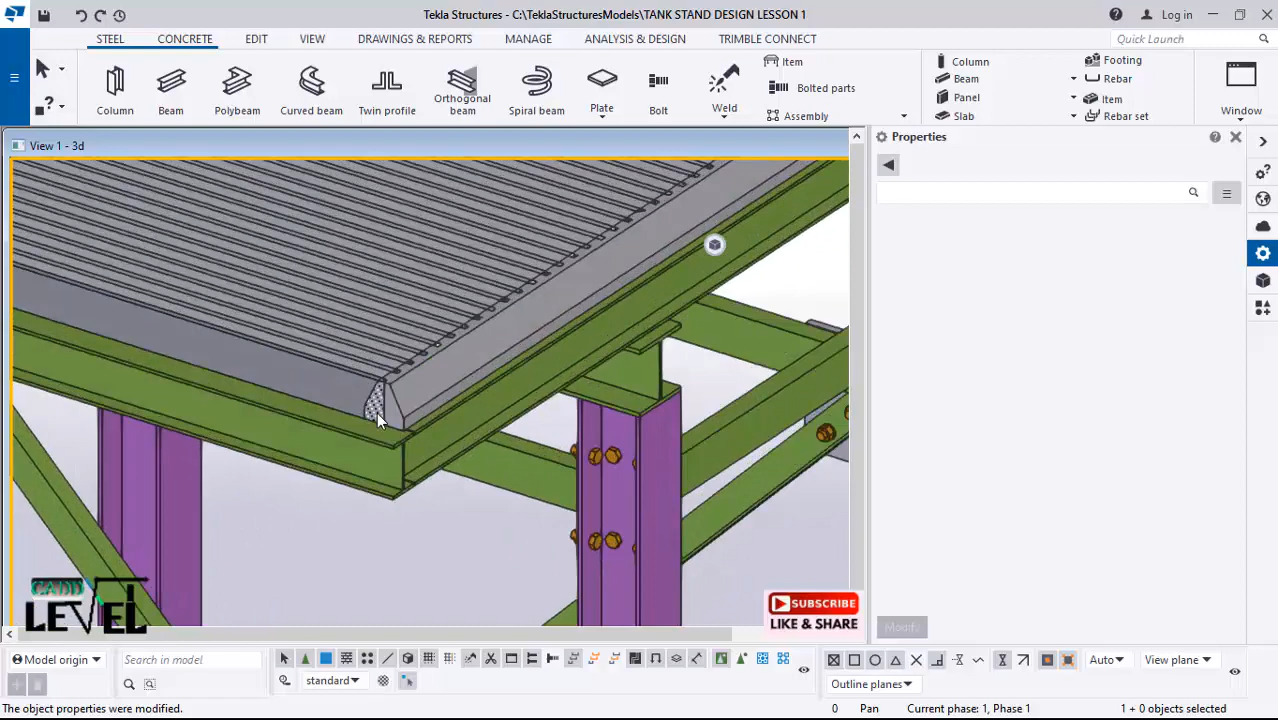 Tekla Structures - C:\TeklaStructuresModels\TANK STAND DESIGN LESSON 1
Log in
STEEL CONCRETE EDIT VIEW DRAWINGS & REPORTS MANAGE ANALYSIS & DESIGN TRIMBLE CONNECT
Quick Launch
Column
Beam
Polybeam
Curved beam
Twin profile
Orthogonal
beam
Spiral beam
Plate
Bolt
Weld
Item
Bolted parts
Assembly
Column
Beam
Panel
Slab
Footing
Rebar
Item
Rebar set
Window
View 1 - 3d
Properties
CADD
LEVEL
SUBSCRIBE
LIKE & SHARE
Modify
Model origin
Search in model
standard
Auto
View plane
Outline planes
The object properties were modified.
0
Pan
Current phase: 1, Phase 1
1 + 0 objects selected